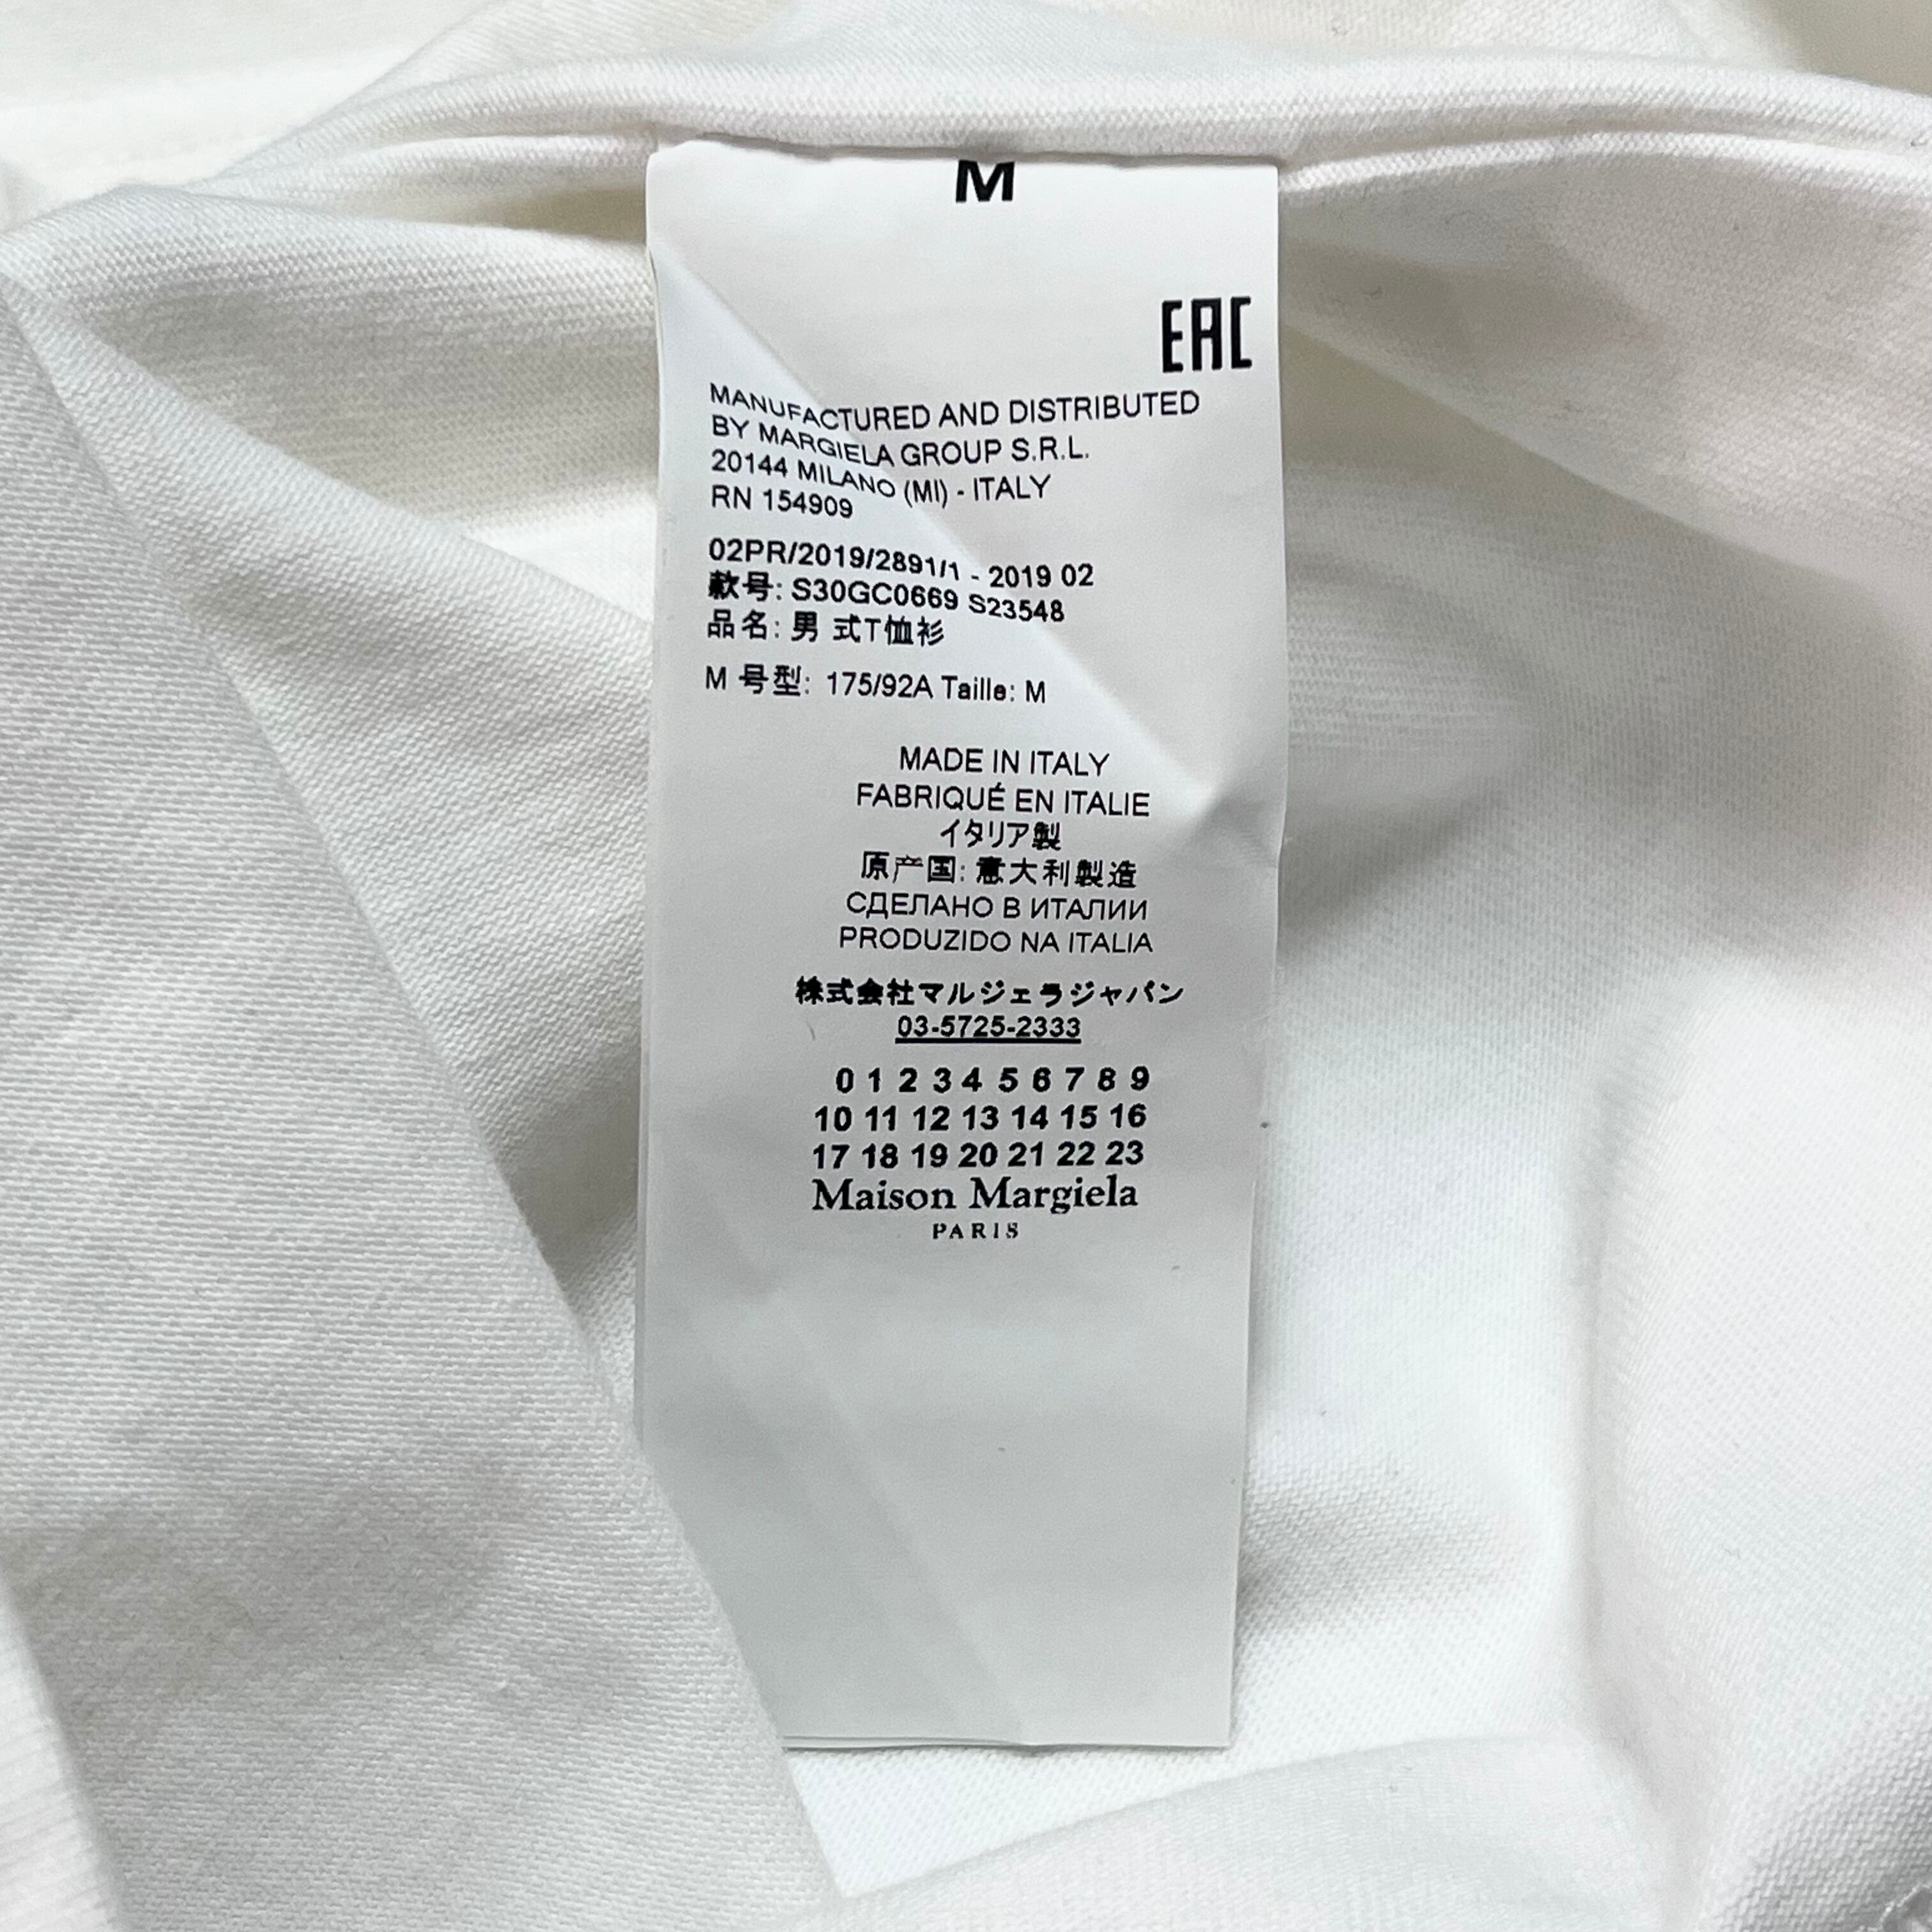 M
EAC
MANUFACTURED AND DISTRIBUTED
BY MARGIELA GROUP S.R.L.
20144 MILANO (MI) - ITALY
RN 154909
02PR/2019/2891/1 - 2019 02
款号: S30GC0669 S23548
品名: 男 式T恤衫
M 号型: 175/92A Taille: M
MADE IN ITALY
FABRIQUÉ EN ITALIE
イタリア製
原产国: 意大利製造
СДЕЛАНО В ИТАЛИИ
PRODUZIDO NA ITALIA
株式会社マルジェラジャパン
03-5725-2333
0 1 2 3 4 5 6 7 8 9
10 11 12 13 14 15 16
17 18 19 20 21 22 23
Maison Margiela
PARIS